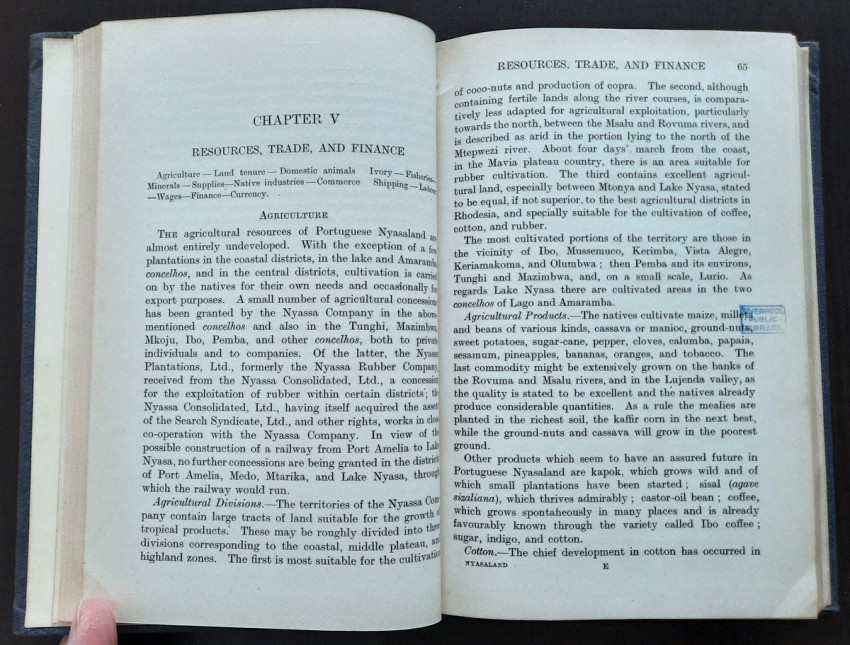 CHAPTER V
RESOURCES, TRADE, AND FINANCE
Agriculture — Land tenure — Domestic animals Ivory — Fisheries—
Minerals — Supplies—Native industries — Commerce Shipping — Labour
—Wages—Finance—Currency.
AGRICULTURE
THE agricultural resources of Portuguese Nyasaland are
almost entirely undeveloped. With the exception of a few
plantations in the coastal districts, in the lake and Amaramba
concelhos, and in the central districts, cultivation is carried
on by the natives for their own needs and occasionally for
export purposes. A small number of agricultural concessions
has been granted by the Nyassa Company in the above-
mentioned concelhos and also in the Tunghi, Mazimbwa,
Mkoju, Ibo, Pemba, and other concelhos, both to private
individuals and to companies. Of the latter, the Nyassa
Plantations, Ltd., formerly the Nyassa Rubber Company,
received from the Nyassa Consolidated, Ltd., a concession
for the exploitation of rubber within certain districts; the
Nyassa Consolidated, Ltd., having itself acquired the assets
of the Search Syndicate, Ltd., and other rights, works in close
co-operation with the Nyassa Company. In view of the
possible construction of a railway from Port Amelia to Lake
Nyasa, no further concessions are being granted in the districts
of Port Amelia, Medo, Mtarika, and Lake Nyasa, through
which the railway would run.
Agricultural Divisions.—The territories of the Nyassa Com-
pany contain large tracts of land suitable for the growth of
tropical products. These may be roughly divided into three
divisions corresponding to the coastal, middle plateau, and
highland zones. The first is most suitable for the cultivation
RESOURCES, TRADE, AND FINANCE 65
of coco-nuts and production of copra. The second, although
containing fertile lands along the river courses, is compara-
tively less adapted for agricultural exploitation, particularly
towards the north, between the Msalu and Rovuma rivers, and
is described as arid in the portion lying to the north of the
Mtepwezi river. About four days' march from the coast,
in the Mavia plateau country, there is an area suitable for
rubber cultivation. The third contains excellent agricul-
tural land, especially between Mtonya and Lake Nyasa, stated
to be equal, if not superior, to the best agricultural districts in
Rhodesia, and specially suitable for the cultivation of coffee,
cotton, and rubber.
The most cultivated portions of the territory are those in
the vicinity of Ibo, Mussemuco, Kerimba, Vista Alegre,
Keriamakoma, and Olumbwa; then Pemba and its environs,
Tunghi and Mazimbwa, and, on a small scale, Lurio. As
regards Lake Nyasa there are cultivated areas in the two
concelhos of Lago and Amaramba.
Agricultural Products.—The natives cultivate maize, millets
and beans of various kinds, cassava or manioc, ground-nuts,
sweet potatoes, sugar-cane, pepper, cloves, calumba, papaia,
sesamum, pineapples, bananas, oranges, and tobacco. The
last commodity might be extensively grown on the banks of
the Rovuma and Msalu rivers, and in the Lujenda valley, as
the quality is stated to be excellent and the natives already
produce considerable quantities. As a rule the mealies are
planted in the richest soil, the kaffir corn in the next best,
while the ground-nuts and cassava will grow in the poorest
ground.
Other products which seem to have an assured future in
Portuguese Nyasaland are kapok, which grows wild and of
which small plantations have been started; sisal (agave
sizaliana), which thrives admirably; castor-oil bean; coffee,
which grows spontaneously in many places and is already
favourably known through the variety called Ibo coffee;
sugar, indigo, and cotton.
Cotton.—The chief development in cotton has occurred in
NYASALAND E
LIVERPOOL
PUBLIC
LIBRARY